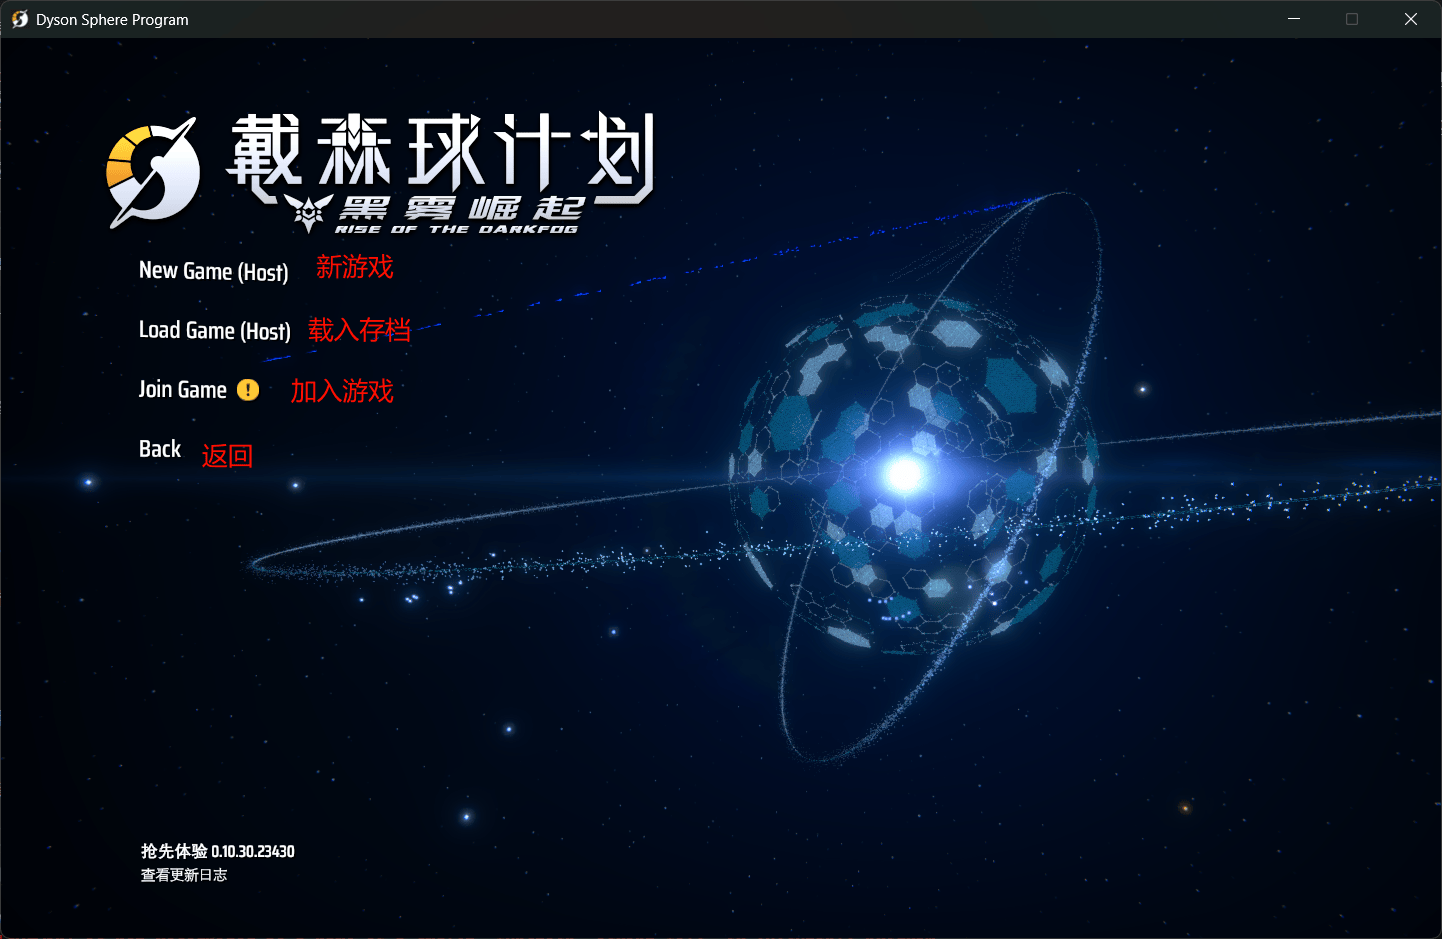 Dyson Sphere Program
戴森球计划
黑雾崛起
RISE OF THE DARKFOG
New Game (Host) 新游戏
Load Game (Host) 载入存档
Join Game ! 加入游戏
Back 返回
抢先体验 0.10.30.23430
查看更新日志